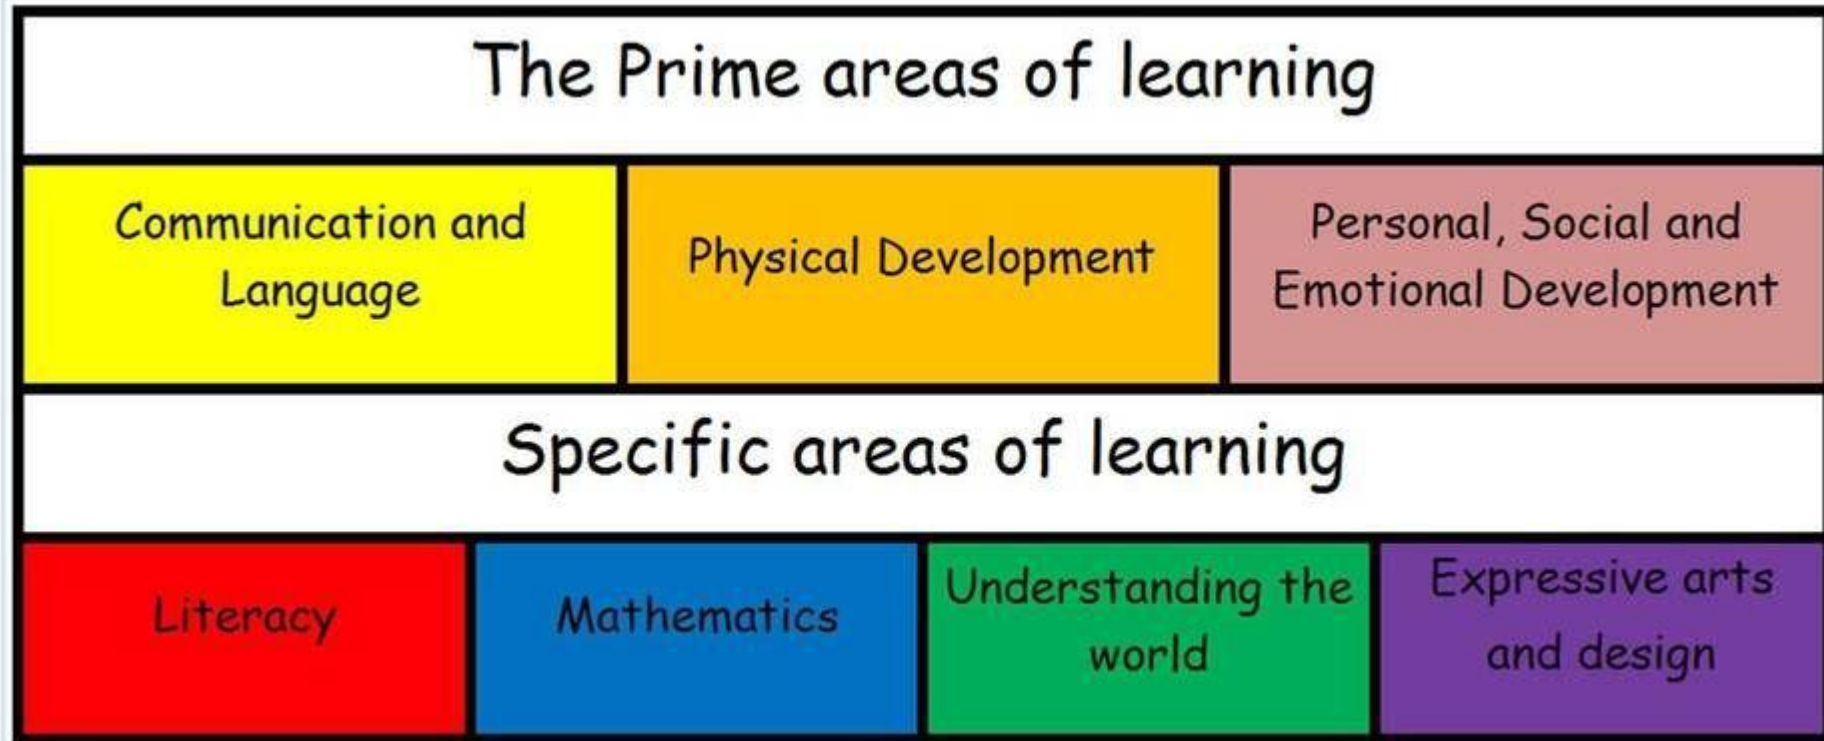 The Prime areas of learning
Communication and
Language
Physical Development
Personal, Social and
Emotional Development
Specific areas of learning
Literacy
Mathematics
Understanding the
world
Expressive arts
and design